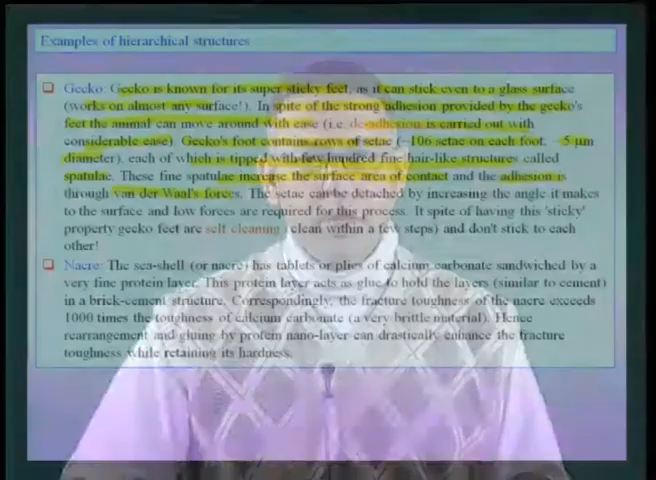 Examples of hierarchical structures
Gecko: Gecko is known for its super sticky feet, as it can stick even to a glass surface
(works on almost any surface!). In spite of the strong adhesion provided by the gecko's
feet the animal can move around with ease (i.e. de-adhesion is carried out with
considerable ease). Gecko's foot contains rows of setae (~106 setae on each foot, ~5 μm
diameter), each of which is tipped with few hundred fine hair-like structures called
spatulae. These fine spatulae increase the surface area of contact and the adhesion is
through van der Waal's forces. The setae can be detached by increasing the angle it makes
to the surface and low forces are required for this process. It spite of having this 'sticky'
property gecko feet are self cleaning (clean within a few steps) and don't stick to each
other!
Nacre: The sea-shell (or nacre) has tablets or plies of calcium carbonate sandwiched by a
very fine protein layer. This protein layer acts as glue to hold the layers (similar to cement)
in a brick-cement structure. Correspondingly, the fracture toughness of the nacre exceeds
1000 times the toughness of calcium carbonate (a very brittle material). Hence
rearrangement and gluing by protein nano-layer can drastically enhance the fracture
toughness while retaining its hardness.